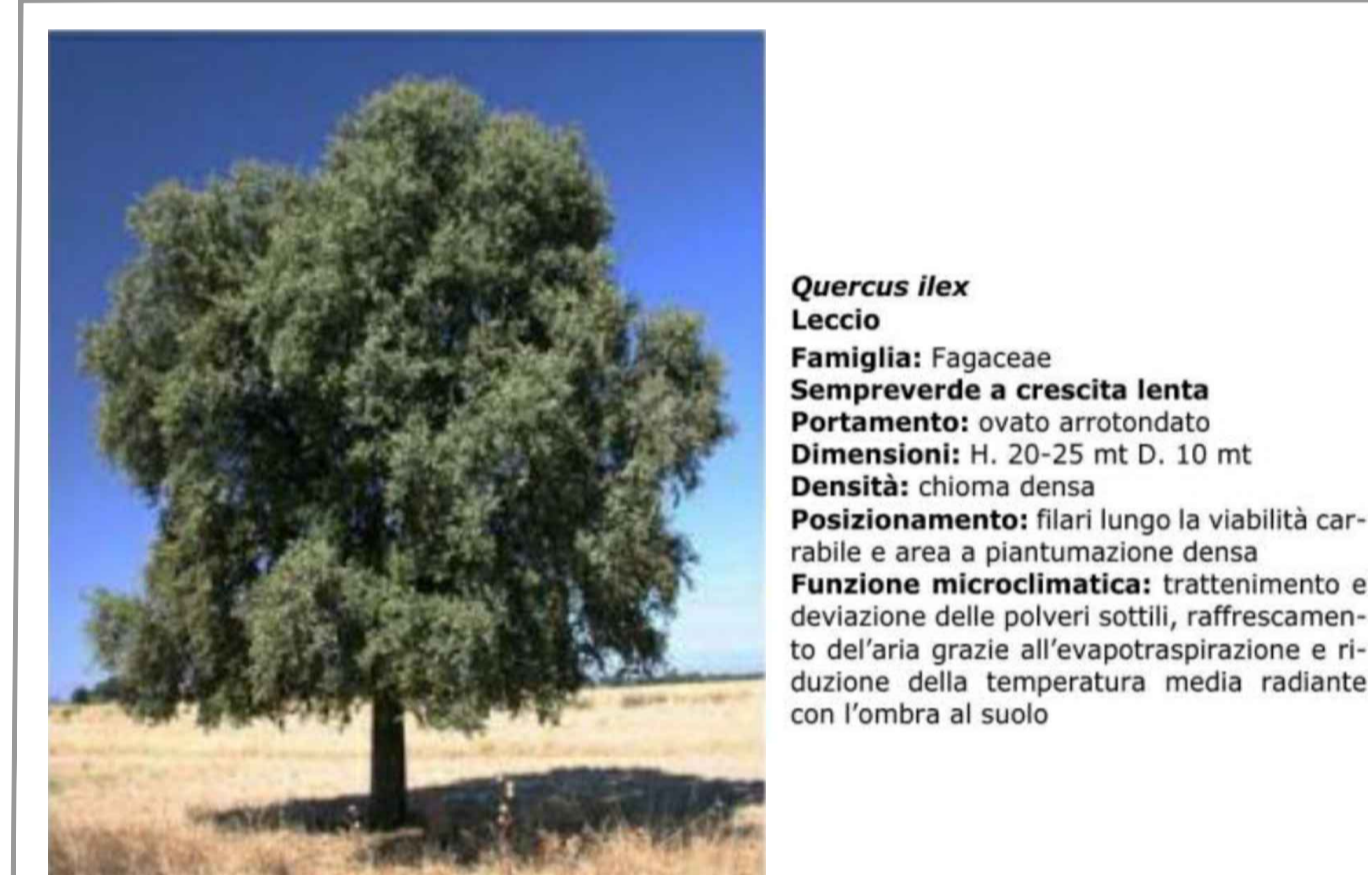 Quercus ilex
Leccio
Famiglia: Fagaceae
Sempreverde a crescita lenta
Portamento: ovato arrotondato
Dimensioni: H. 20-25 mt D. 10 mt
Densità: chioma densa
Posizionamento: filari lungo la viabilità car-
rabile e area a piantumazione densa
Funzione microclimatica: trattenimento e
deviazione delle polveri sottili, raffrescamen-
to del'aria grazie all'evapotraspirazione e ri-
duzione della temperatura media radiante
con l'ombra al suolo